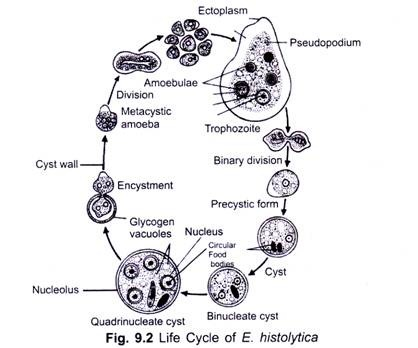 Ectoplasm
Pseudopodium
Amoebulae
Division
Trophozoite
Metacystic
amoeba
Binary division
Cyst wall
Encystment
Precystic form
Glycogen
vacuoles
Nucleus
Circular
Food
bodies
Cyst
Nucleolus
Binucleate cyst
Quadrinucleate cyst
Fig. 9.2 Life Cycle of E. histolytica